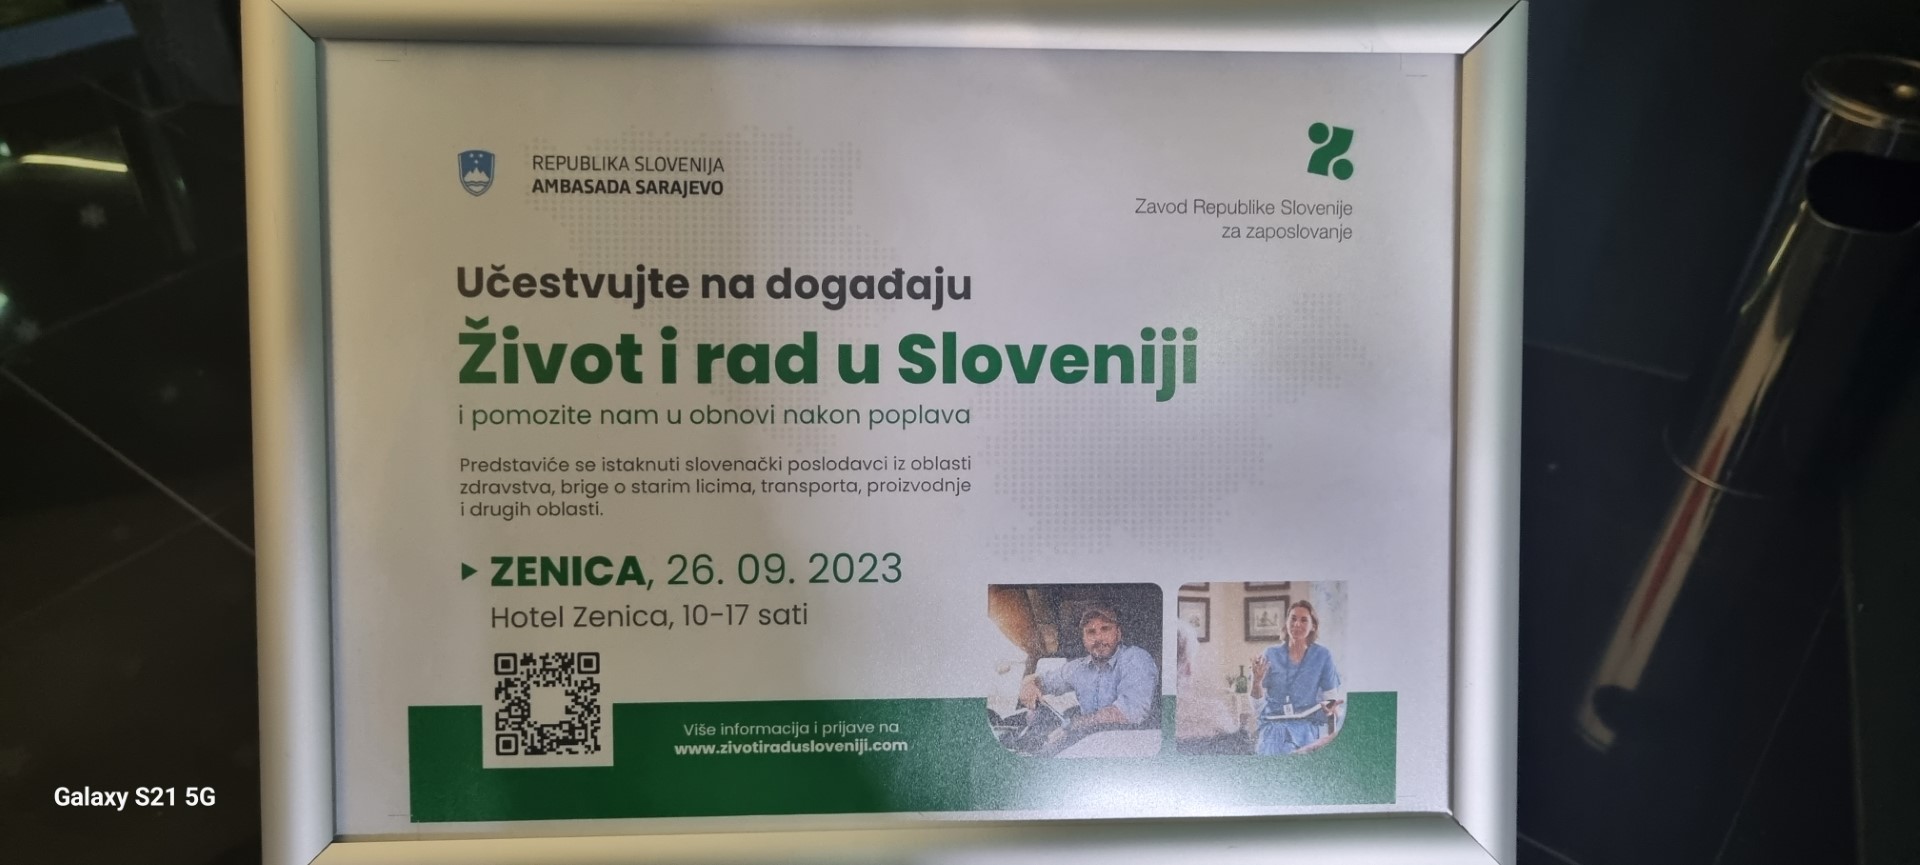 REPUBLIKA SLOVENIJA
AMBASADA SARAJEVO
Zavod Republike Slovenije
za zaposlovanje
Učestvujte na događaju
Život i rad u Sloveniji
i pomozite nam u obnovi nakon poplava
Predstaviće se istaknuti slovenački poslodavci iz oblasti
zdravstva, brige o starim licima, transporta, proizvodnje
i drugih oblasti.
ZENICA, 26. 09. 2023
Hotel Zenica, 10-17 sati
Više informacija i prijave na
www.zivotiradusloveniji.com
Galaxy S21 5G